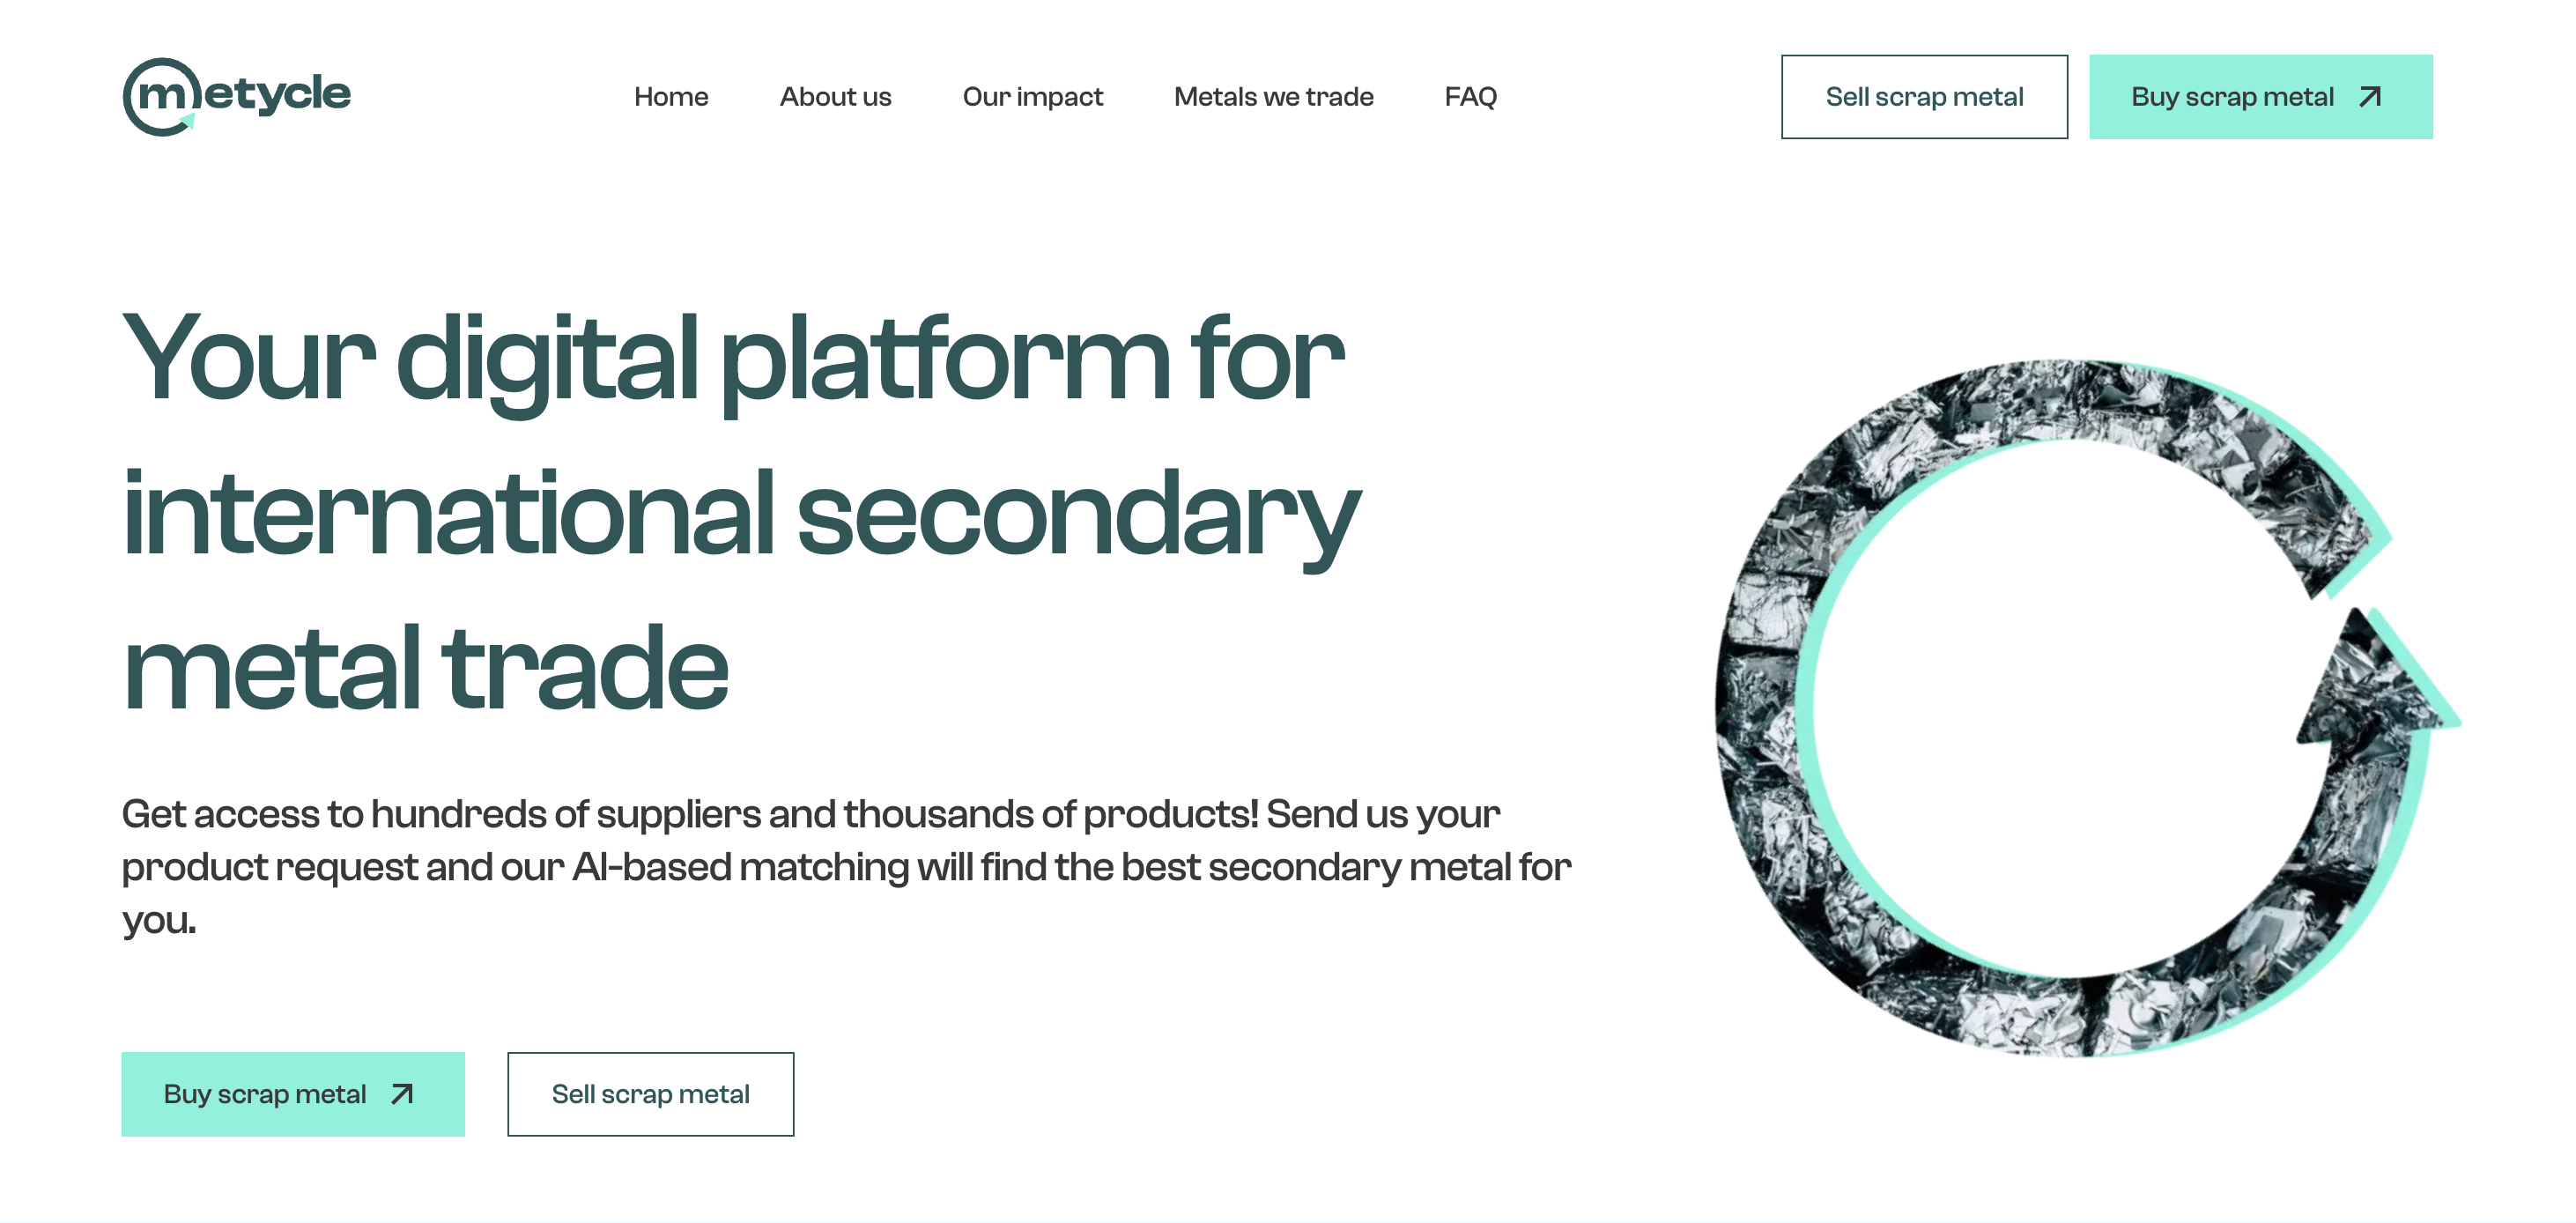 metycle
Home
About us
Our impact
Metals we trade
FAQ
Sell scrap metal
Buy scrap metal
Your digital platform for
international secondary
metal trade
Get access to hundreds of suppliers and thousands of products! Send us your
product request and our AI-based matching will find the best secondary metal for
you.
Buy scrap metal
Sell scrap metal